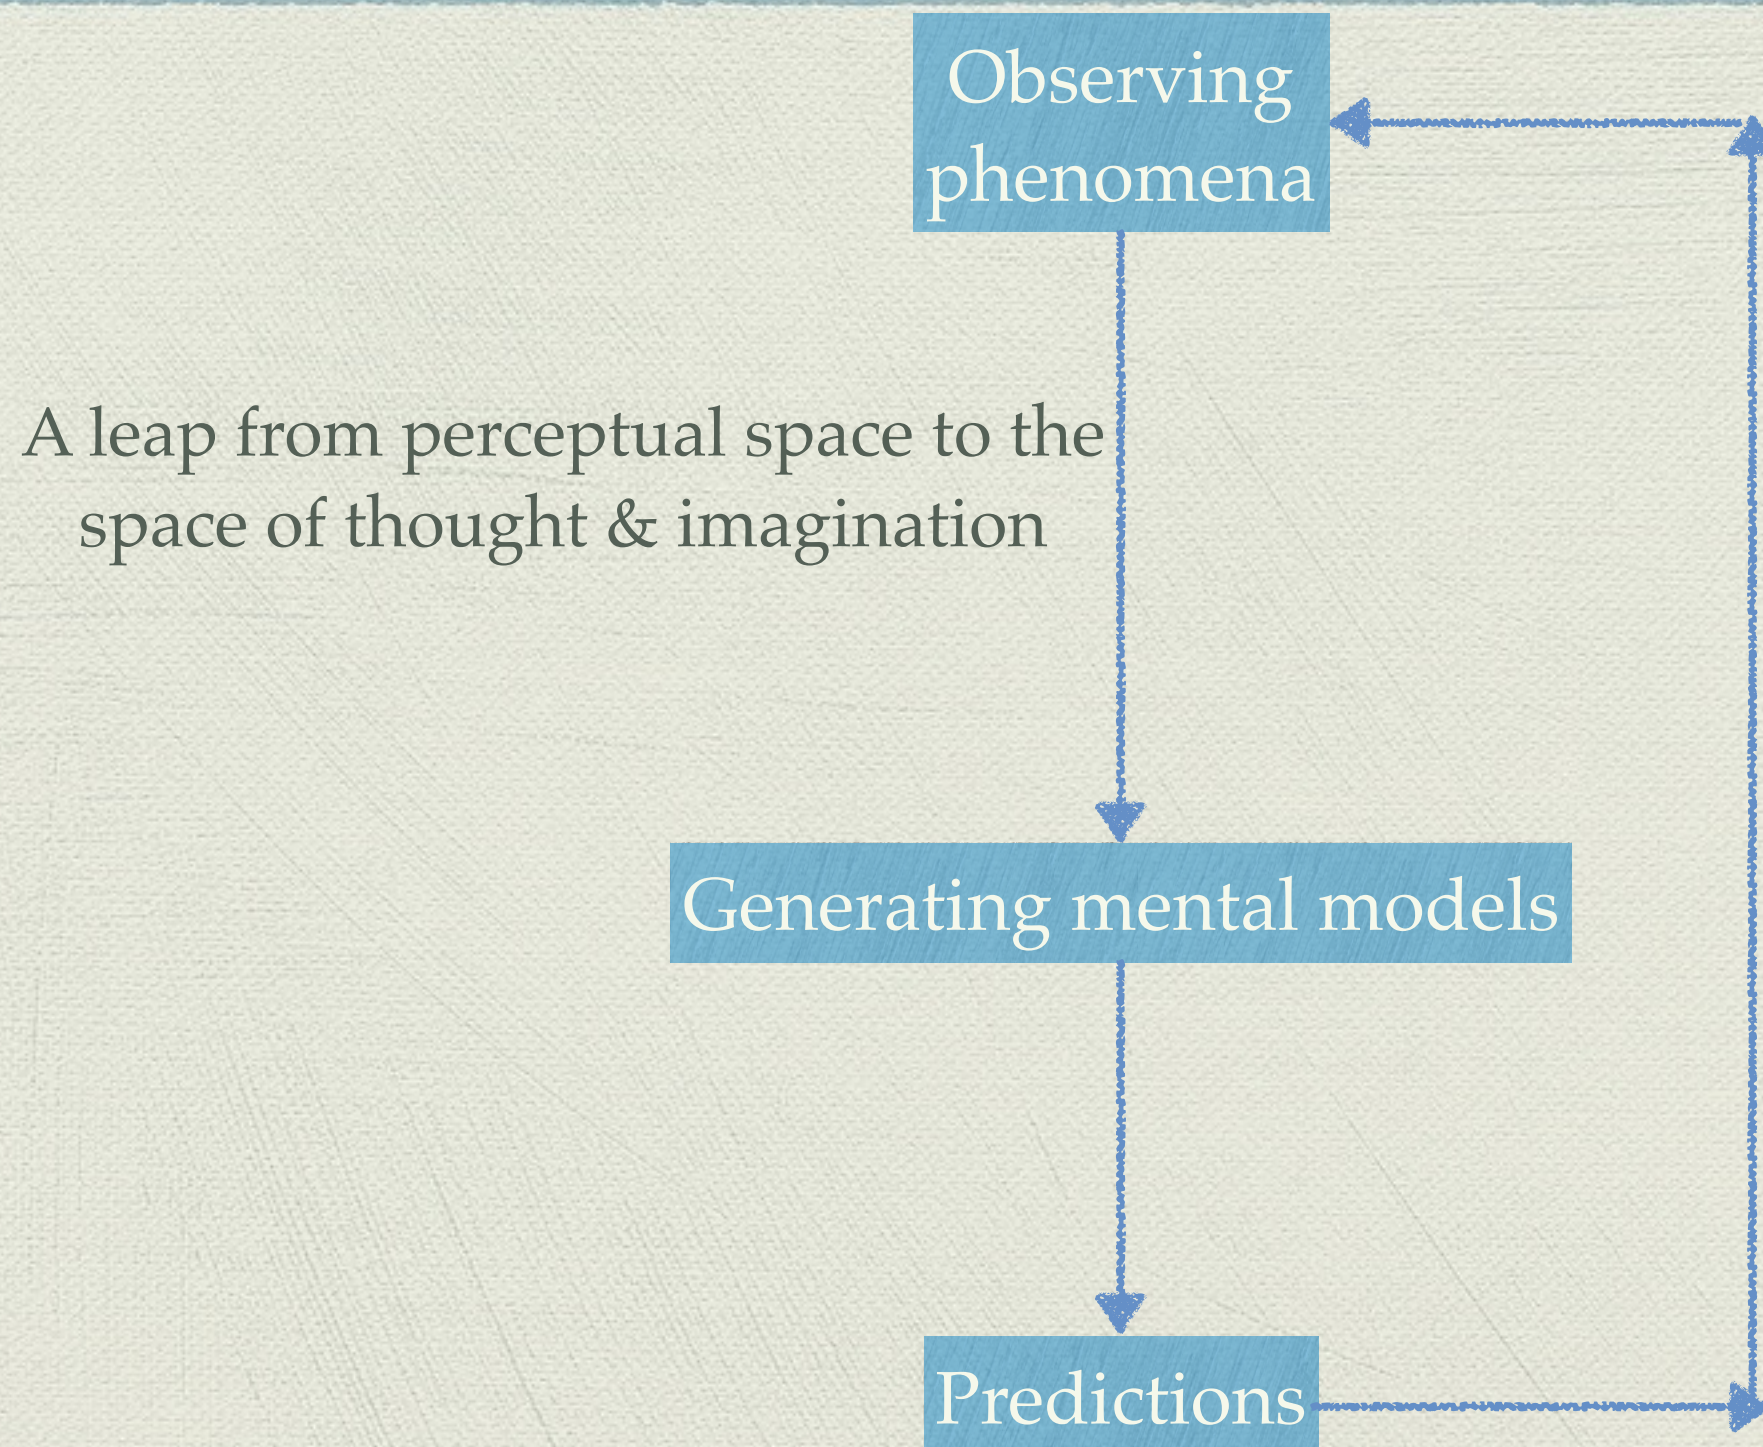 Observing
phenomena
A leap from perceptual space to the
space of thought & imagination
Generating mental models
Predictions